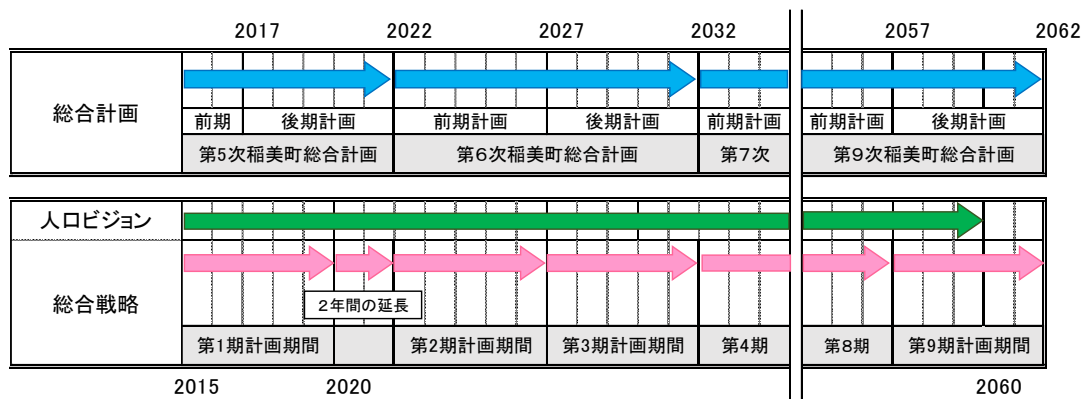 2017 2022 2027 2032 2057 2062
総合計画
前期 後期計画 前期計画 後期計画 前期計画 前期計画 後期計画
第5次稲美町総合計画 第6次稲美町総合計画 第7次 第9次稲美町総合計画
人口ビジョン
総合戦略
2年間の延長
第1期計画期間 第2期計画期間 第3期計画期間 第4期 第8期 第9期計画期間
2015 2020 2060